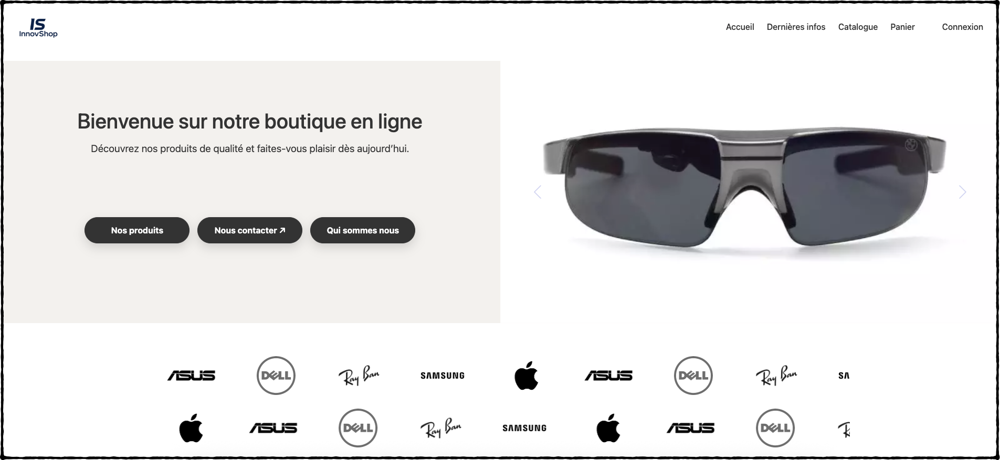 IS
InnovShop
Accueil Dernières infos Catalogue Panier Connexion
Bienvenue sur notre boutique en ligne
Découvrez nos produits de qualité et faites-vous plaisir dès aujourd’hui.
Nos produits Nous contacter ↗ Qui sommes nous
ASUS DELL Ray Ban SAMSUNG ASUS DELL Ray Ban SA
ASUS DELL Ray Ban SAMSUNG ASUS DELL R